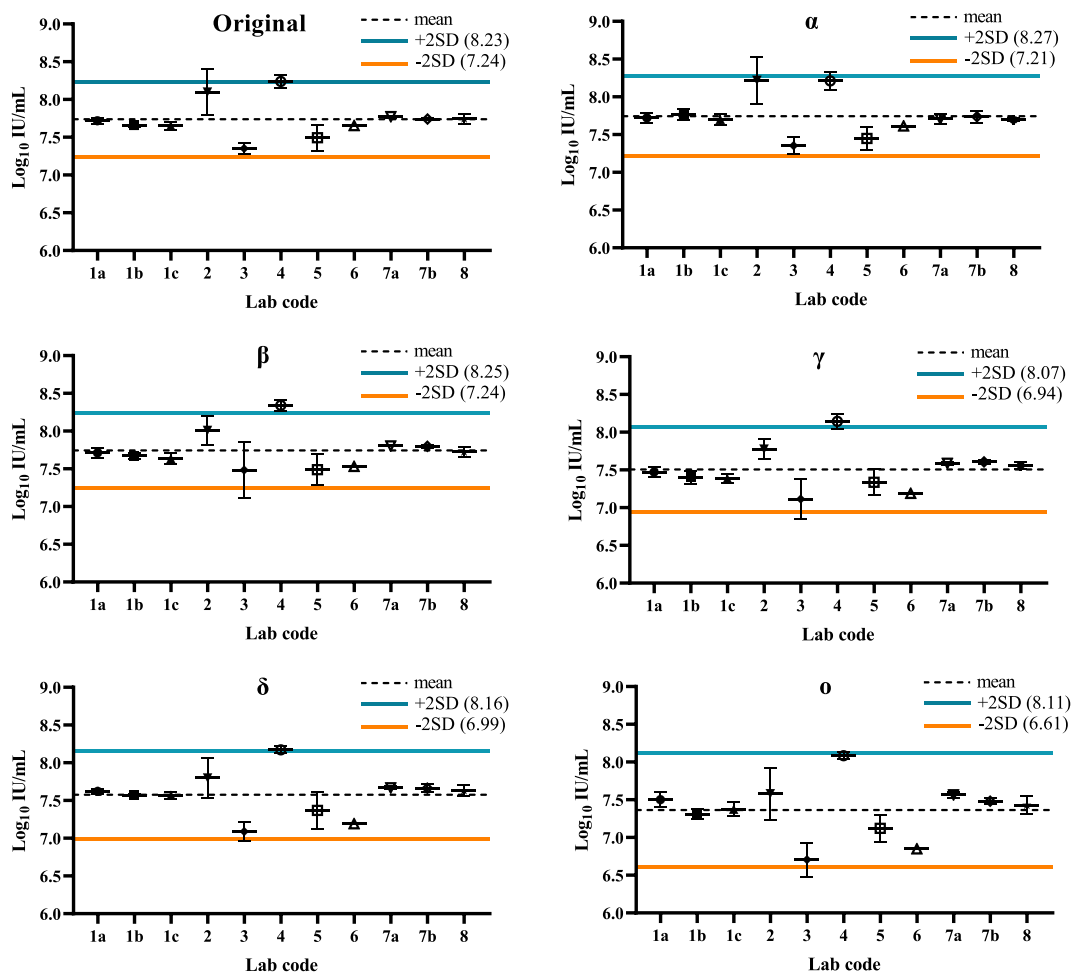 Original
mean
+2SD (8.23)
-2SD (7.24)
Log10 IU/mL
9.0
8.5
8.0
7.5
7.0
6.5
6.0
1a 1b 1c 2 3 4 5 6 7a 7b 8
Lab code
α
mean
+2SD (8.27)
-2SD (7.21)
Log10 IU/mL
9.0
8.5
8.0
7.5
7.0
6.5
6.0
1a 1b 1c 2 3 4 5 6 7a 7b 8
Lab code
β
mean
+2SD (8.25)
-2SD (7.24)
Log10 IU/mL
9.0
8.5
8.0
7.5
7.0
6.5
6.0
1a 1b 1c 2 3 4 5 6 7a 7b 8
Lab code
γ
mean
+2SD (8.07)
-2SD (6.94)
Log10 IU/mL
9.0
8.5
8.0
7.5
7.0
6.5
6.0
1a 1b 1c 2 3 4 5 6 7a 7b 8
Lab code
δ
mean
+2SD (8.16)
-2SD (6.99)
Log10 IU/mL
9.0
8.5
8.0
7.5
7.0
6.5
6.0
1a 1b 1c 2 3 4 5 6 7a 7b 8
Lab code
ο
mean
+2SD (8.11)
-2SD (6.61)
Log10 IU/mL
9.0
8.5
8.0
7.5
7.0
6.5
6.0
1a 1b 1c 2 3 4 5 6 7a 7b 8
Lab code